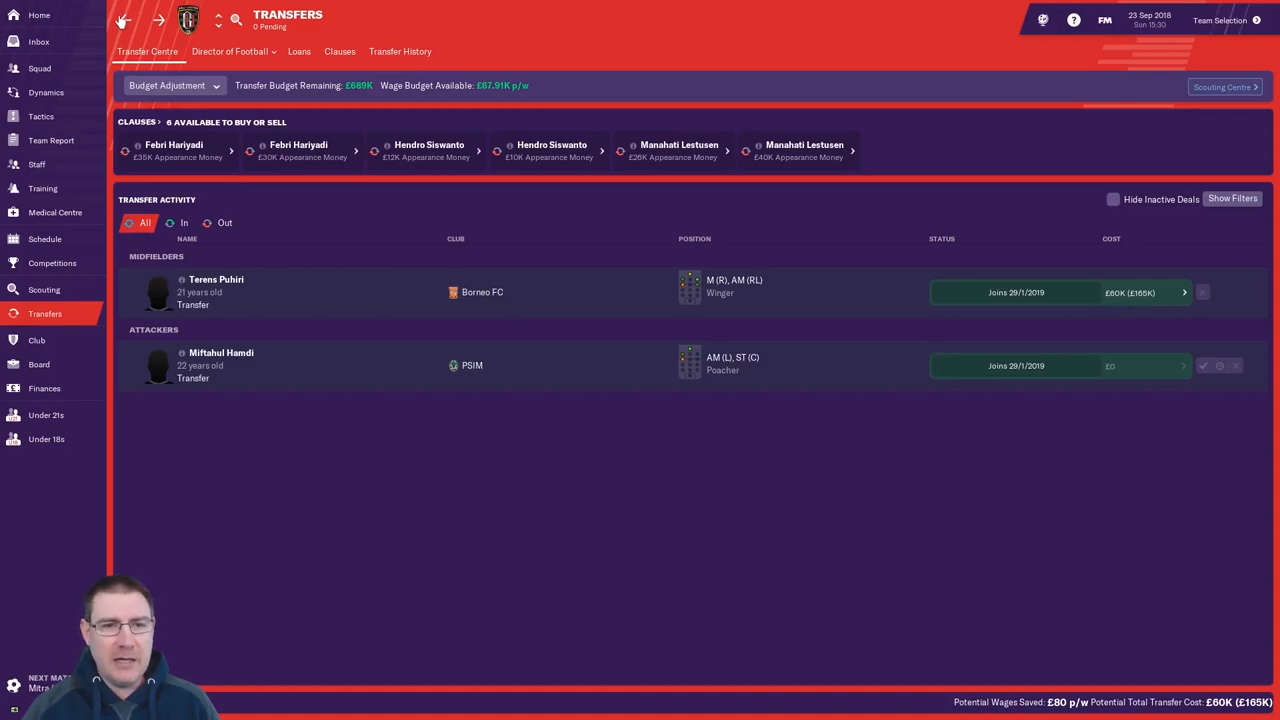 Home
Inbox
Squad
Dynamics
Tactics
Team Report
Staff
Training
Medical Centre
Schedule
Competitions
Scouting
Transfers
Club
Board
Finances
Under 21s
Under 18s
NEXT MAT
Mitra
TRANSFERS
0 Pending
FM
23 Sep 2018
Sun 15:30
Team Selection
Transfer Centre
Director of Football
Loans
Clauses
Transfer History
Budget Adjustment
Transfer Budget Remaining: £689K
Wage Budget Available: £67.91K p/w
Scouting Centre >
CLAUSES > 6 AVAILABLE TO BUY OR SELL
Febri Hariyadi
£35K Appearance Money
Febri Hariyadi
£30K Appearance Money
Hendro Siswanto
£12K Appearance Money
Hendro Siswanto
£10K Appearance Money
Manahati Lestusen
£26K Appearance Money
Manahati Lestusen
£40K Appearance Money
TRANSFER ACTIVITY
Hide Inactive Deals
Show Filters
All
In
Out
NAME CLUB POSITION STATUS COST
MIDFIELDERS
Terens Puhiri
21 years old
Transfer
Borneo FC
M (R), AM (RL)
Winger
Joins 29/1/2019
£60K (£165K)
ATTACKERS
Miftahul Hamdi
22 years old
Transfer
PSIM
AM (L), ST (C)
Poacher
Joins 29/1/2019
£0
Potential Wages Saved: £80 p/w Potential Total Transfer Cost: £60K (£165K)